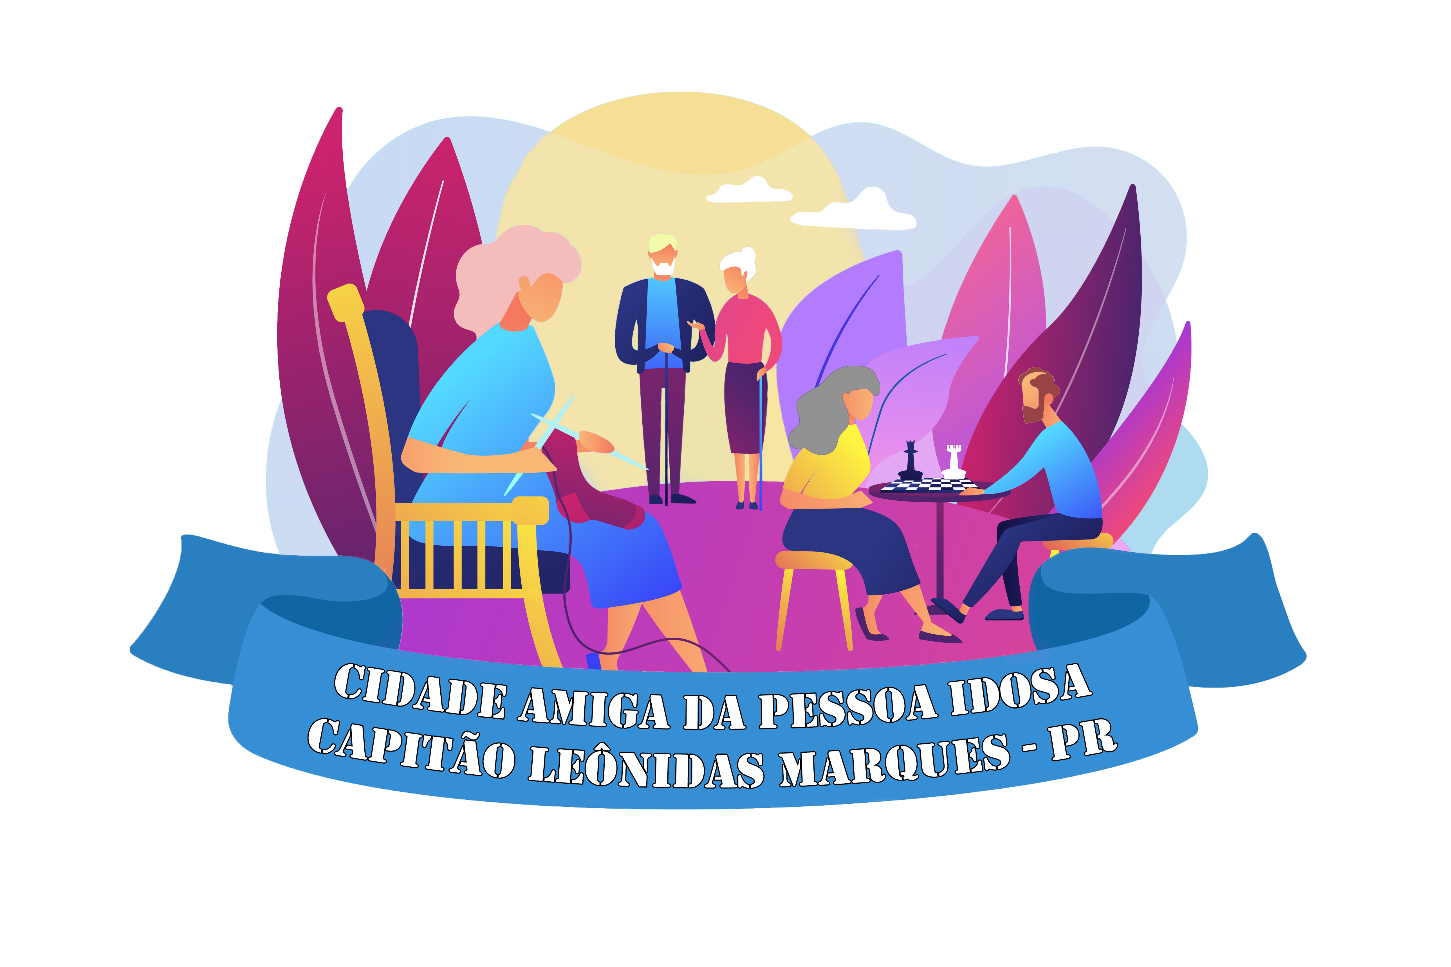 CIDADE AMIGA DA PESSOA IDOSA
CAPITÃO LEÔNIDAS MARQUES - PR